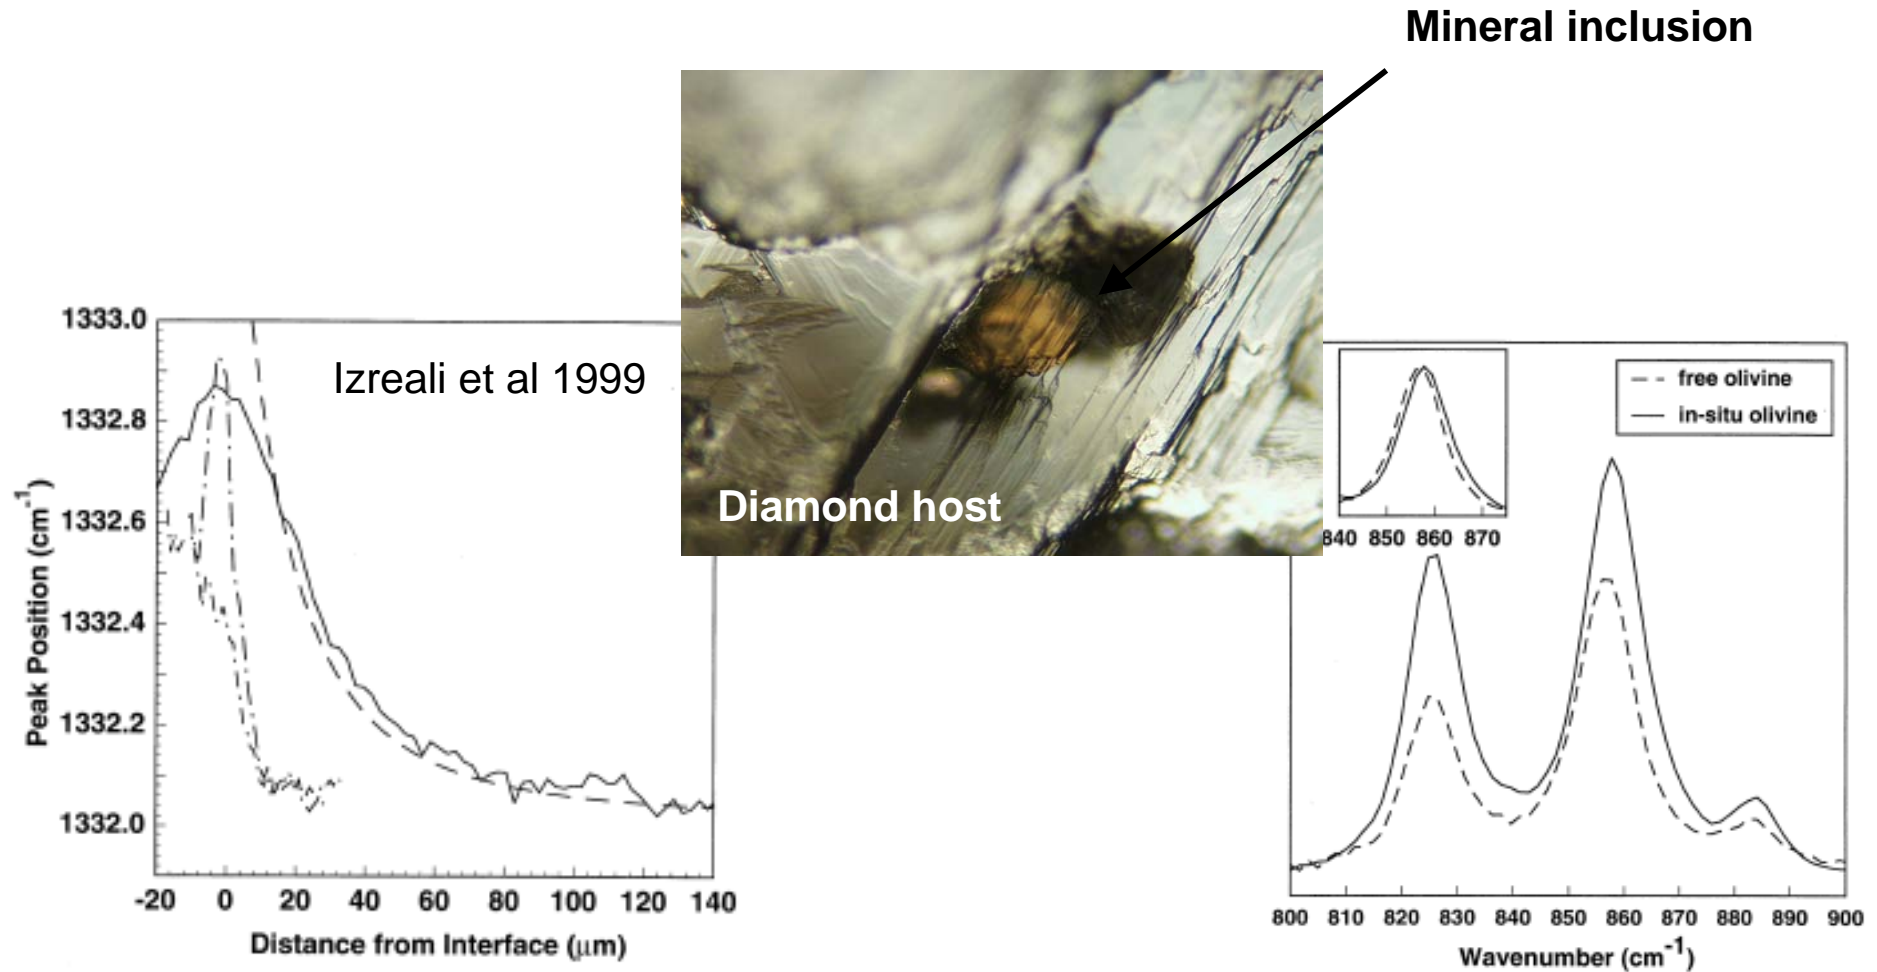 Mineral inclusion
Diamond host
Izreali et al 1999
1333.0
1332.8
1332.6
1332.4
1332.2
1332.0
Peak Position (cm-1)
-20 0 20 40 60 80 100 120 140
Distance from Interface (μm)
free olivine
in-situ olivine
840 850 860 870
800 810 820 830 840 850 860 870 880 890 900
Wavenumber (cm-1)